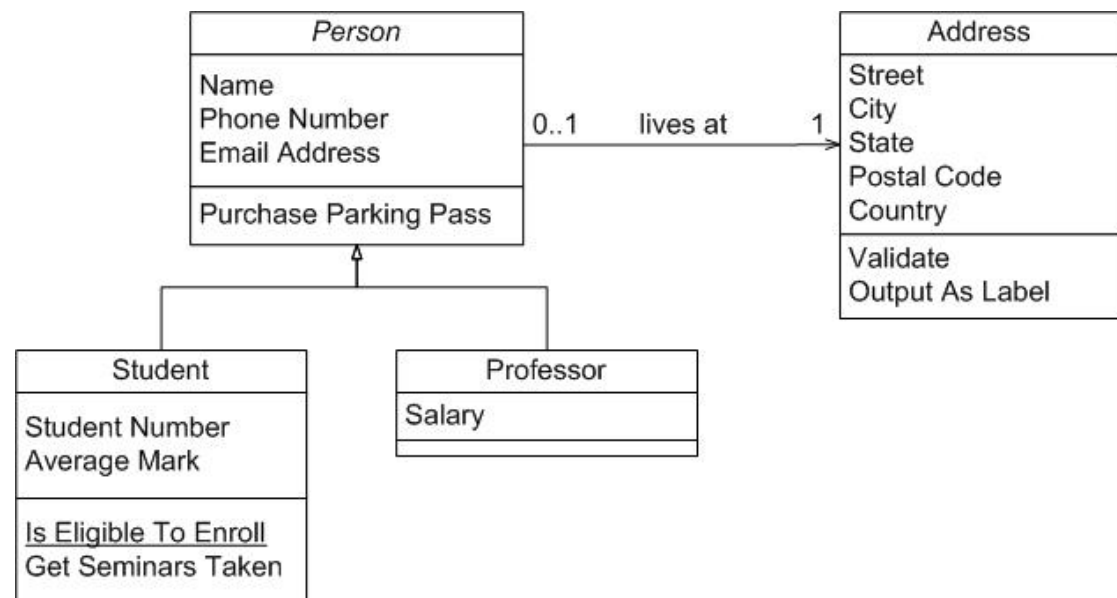 Person
Name
Phone Number
Email Address
Purchase Parking Pass
0..1 lives at 1
Address
Street
City
State
Postal Code
Country
Validate
Output As Label
Student
Student Number
Average Mark
Is Eligible To Enroll
Get Seminars Taken
Professor
Salary